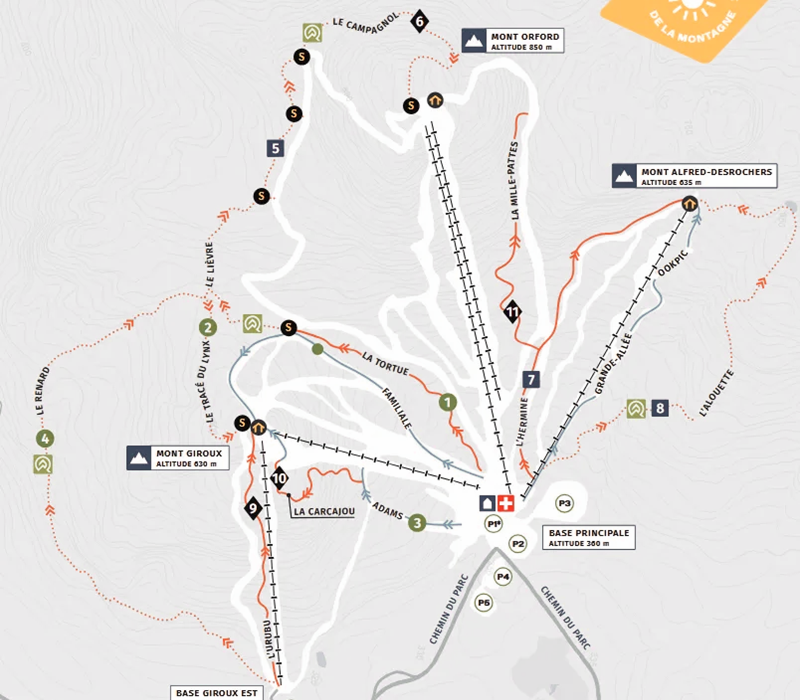 DE LA MONTAGNE
LE CAMPAGNOL
6
S
MONT ORFORD
ALTITUDE 850 m
S
S
5
LA MILLE-PATTES
MONT ALFRED-DESROCHERS
ALTITUDE 635 m
S
LE LIÈVRE
OOKPIC
11
2
S
LE TRACÉ DU LYNX
LA TORTUE
GRANDE-ALLÉE
LE RENARD
FAMILIALE
7
L'ALOUETTE
1
8
4
S
L'HERMINE
MONT GIROUX
ALTITUDE 630 m
10
9
LA CARCAJOU
ADAMS
3
P1
P3
BASE PRINCIPALE
ALTITUDE 360 m
P2
P4
P5
CHEMIN DU PARC
CHEMIN DU PARC
L'URUBU
BASE GIROUX EST